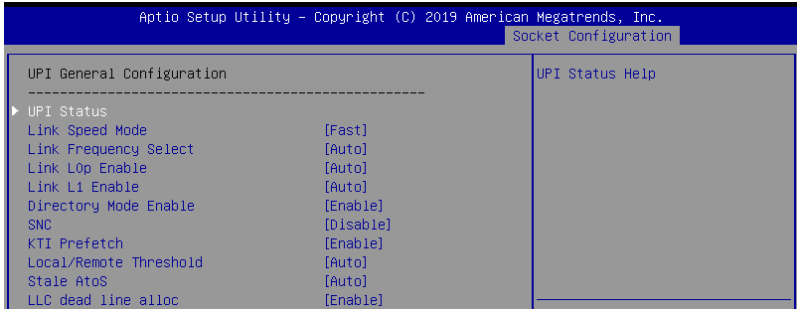 Aptio Setup Utility – Copyright (C) 2019 American Megatrends, Inc.
Socket Configuration
UPI General Configuration
UPI Status Help
--------------------------------------------------
UPI Status
Link Speed Mode [Fast]
Link Frequency Select [Auto]
Link L0p Enable [Auto]
Link L1 Enable [Auto]
Directory Mode Enable [Enable]
SNC [Disable]
KTI Prefetch [Enable]
Local/Remote Threshold [Auto]
Stale AtoS [Auto]
LLC dead line alloc [Enable]